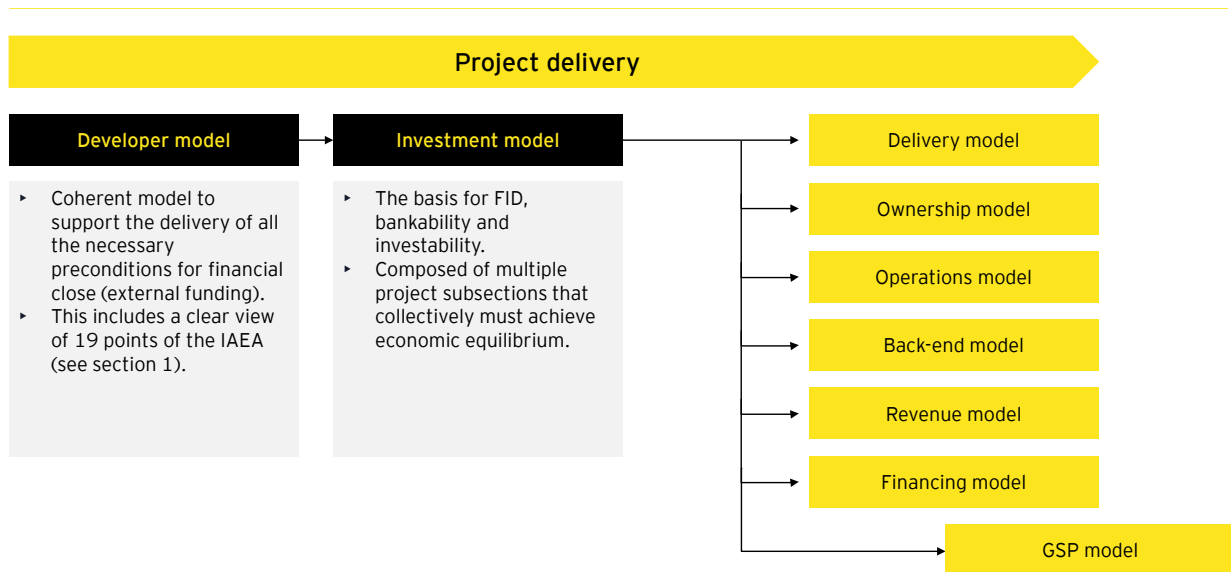 Project delivery
Developer model
Investment model
‣ Coherent model to
support the delivery of all
the necessary
preconditions for financial
close (external funding).
‣ This includes a clear view
of 19 points of the IAEA
(see section 1).
‣ The basis for FID,
bankability and
investability.
‣ Composed of multiple
project subsections that
collectively must achieve
economic equilibrium.
Delivery model
Ownership model
Operations model
Back-end model
Revenue model
Financing model
GSP model